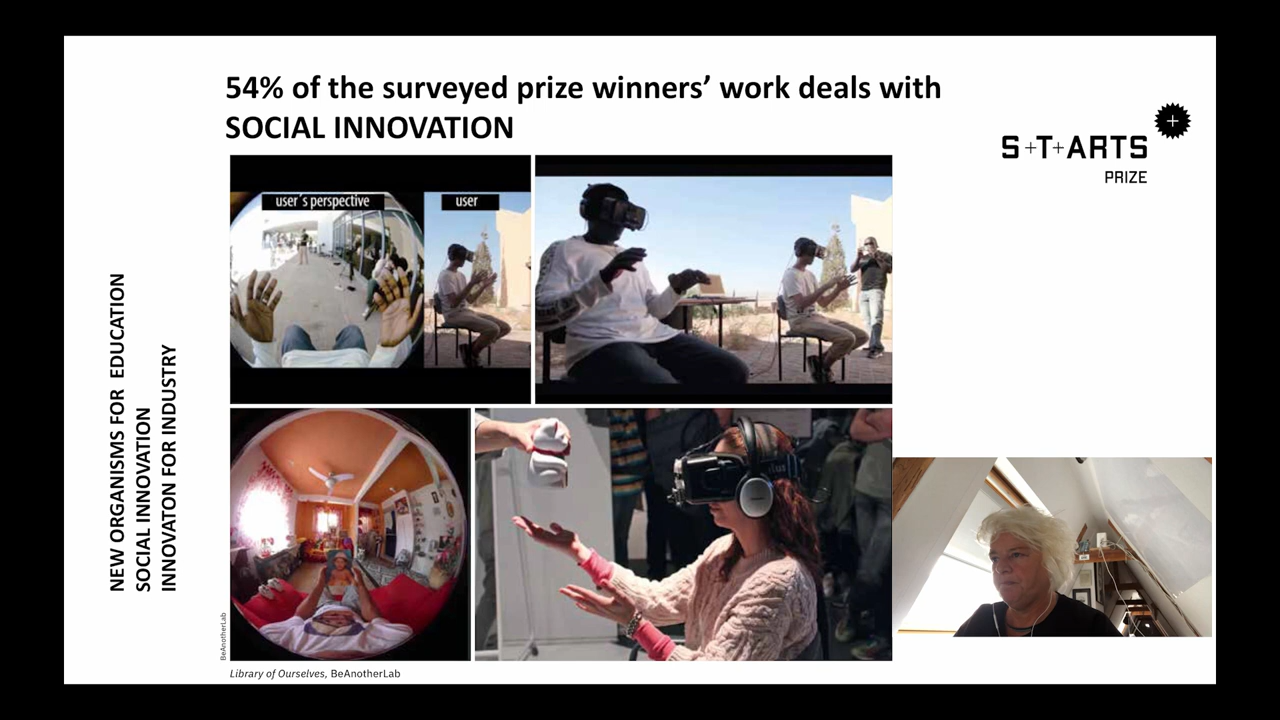 54% of the surveyed prize winners’ work deals with
SOCIAL INNOVATION
S+T+ARTS
PRIZE
user´s perspective
user
NEW ORGANISMS FOR EDUCATION
SOCIAL INNOVATION
INNOVATON FOR INDUSTRY
BeAnotherLab
Library of Ourselves, BeAnotherLab